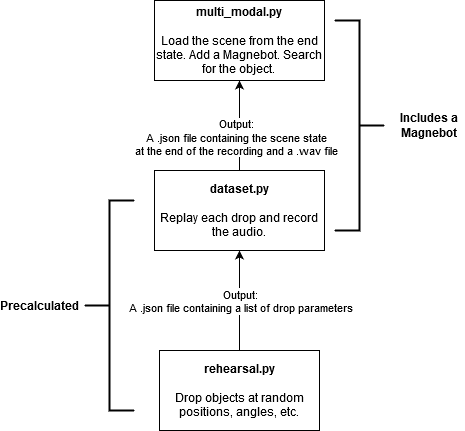 multi_modal.py
Load the scene from the end
state. Add a Magnebot. Search
for the object.
Output:
A .json file containing the scene state
at the end of the recording and a .wav file
Includes a
Magnebot
dataset.py
Replay each drop and record
the audio.
Precalculated
Output:
A .json file containing a list of drop parameters
rehearsal.py
Drop objects at random
positions, angles, etc.